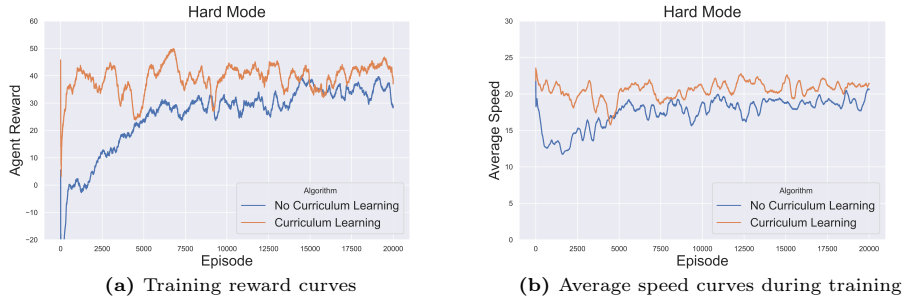 Hard Mode
60
50
40
30
20
10
0
−10
−20
Agent Reward
0
2500
5000
7500
10000
12500
15000
17500
20000
Episode
Algorithm
No Curriculum Learning
Curriculum Learning
(a) Training reward curves
Hard Mode
30
25
20
15
10
5
0
Average Speed
0
2500
5000
7500
10000
12500
15000
17500
20000
Episode
Algorithm
No Curriculum Learning
Curriculum Learning
(b) Average speed curves during training